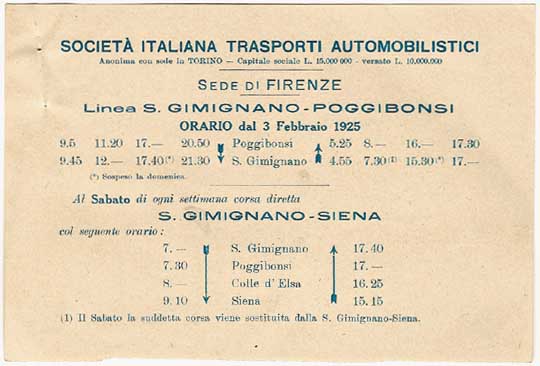 SOCIETÀ ITALIANA TRASPORTI AUTOMOBILISTICI
Anonima con sede in TORINO — Capitale sociale L. 15.000 000 - versato L. 10.000.000
SEDE DI FIRENZE
Linea S. GIMIGNANO-POGGIBONSI
ORARIO dal 3 Febbraio 1925
9.5 11.20 17.— 20.50 Poggibonsi 5.25 8.— 16.— 17.30
9.45 12.— 17.40(*) 21.30 S. Gimignano 4.55 7.30(1) 15.30(*) 17.—
(*) Sospeso la domenica.
Al Sabato di ogni settimana corsa diretta
S. GIMIGNANO-SIENA
col seguente orario:
7.— S. Gimignano 17.40
7.30 Poggibonsi 17.—
8.— Colle d'Elsa 16.25
9.10 Siena 15.15
(1) Il Sabato la suddetta corsa viene sostituita dalla S. Gimignano-Siena.